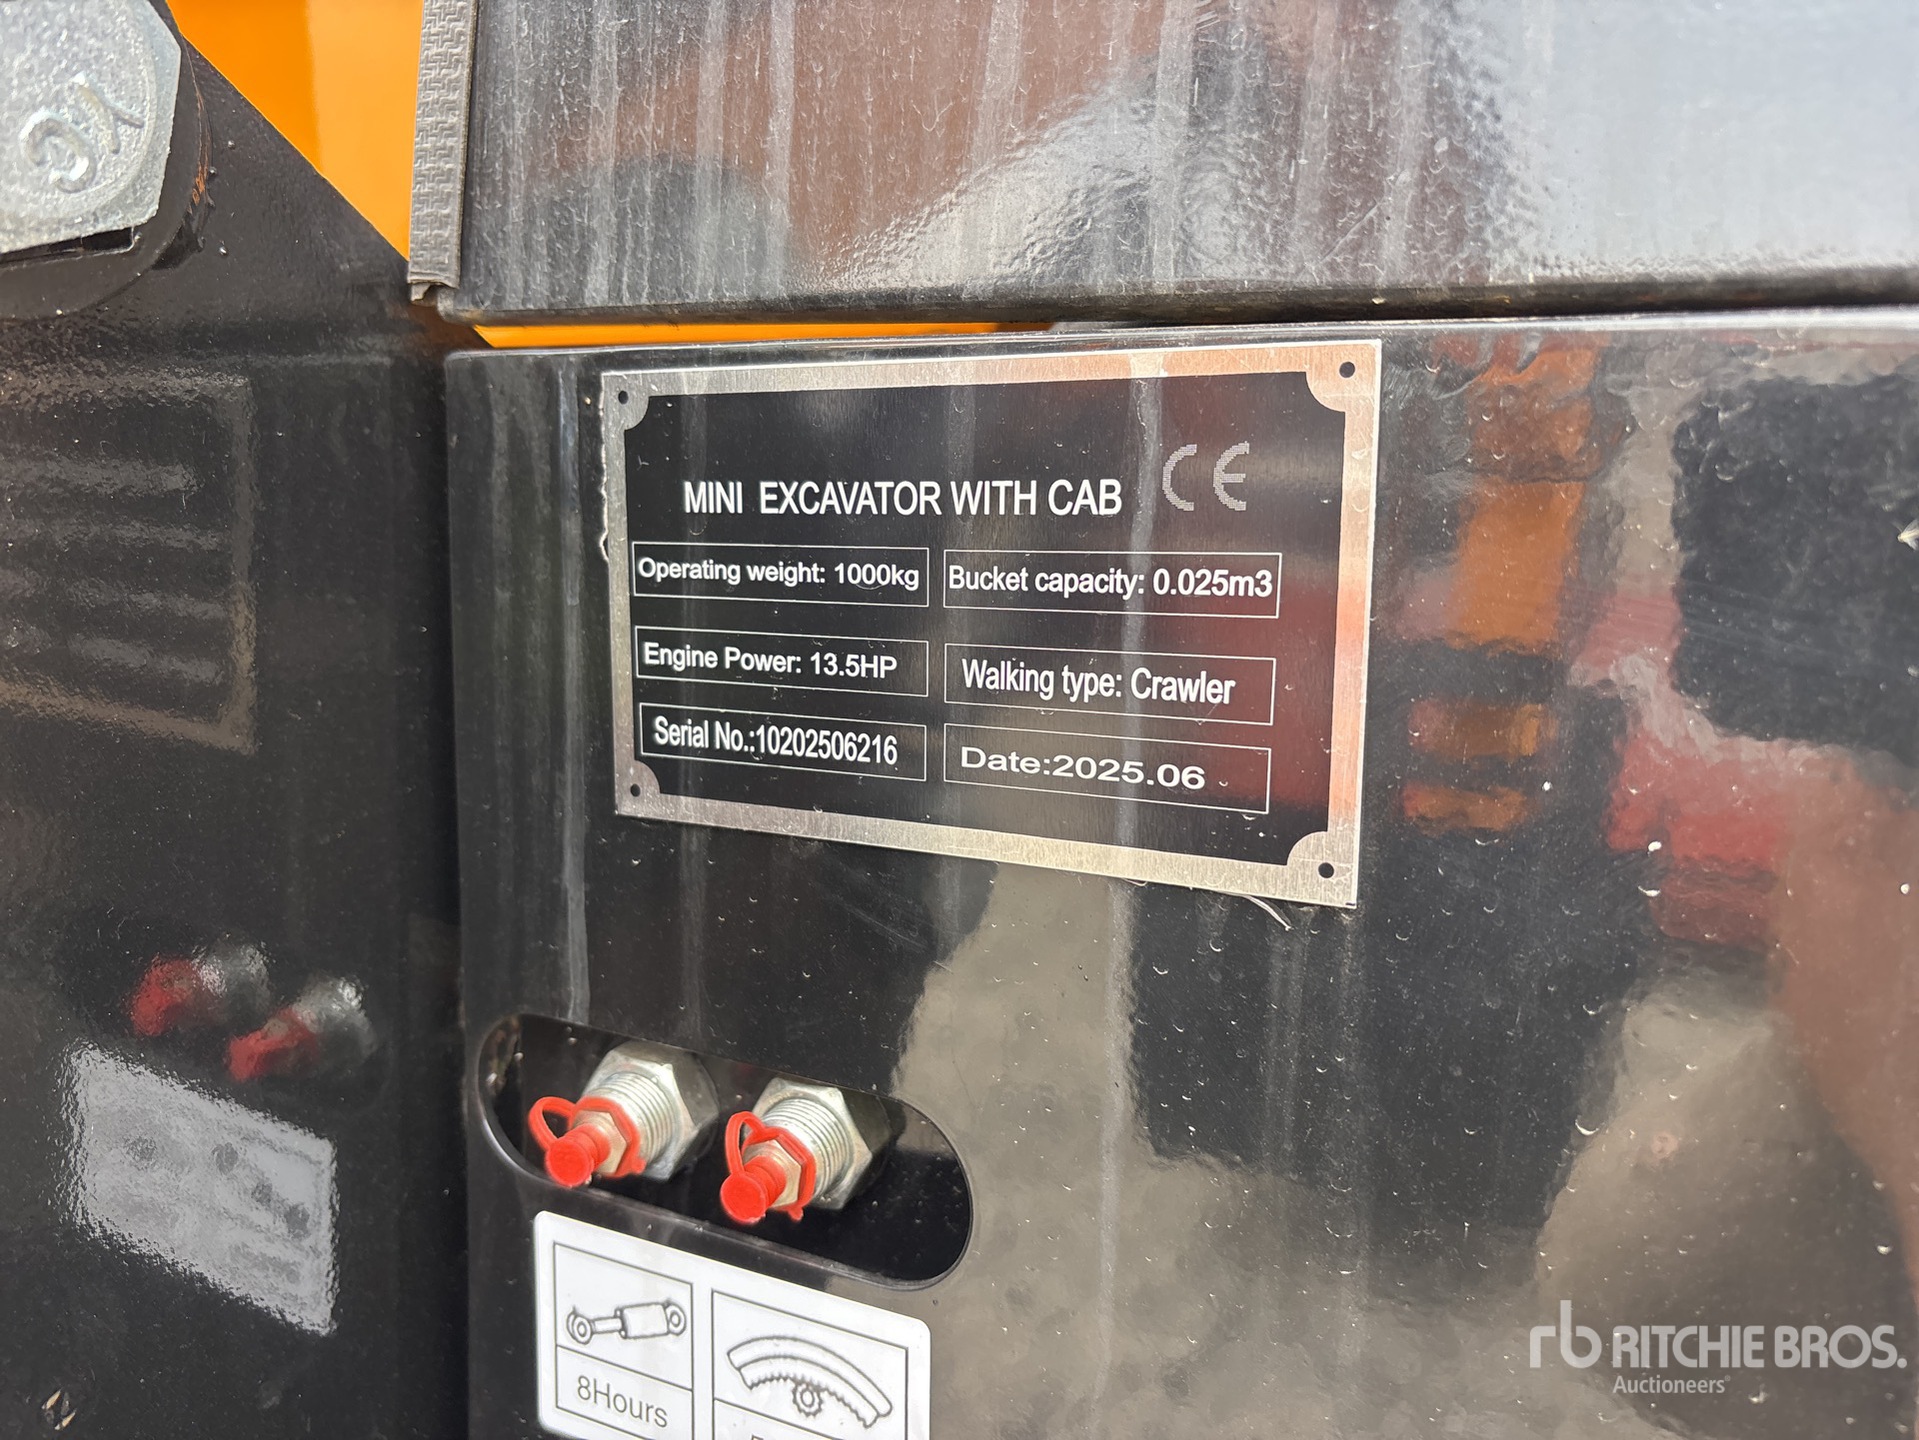 MINI EXCAVATOR WITH CAB CE
Operating weight: 1000kg
Bucket capacity: 0.025m3
Engine Power: 13.5HP
Walking type: Crawler
Serial No.:10202506216
Date:2025.06
8Hours
rb RITCHIE BROS.
Auctioneers